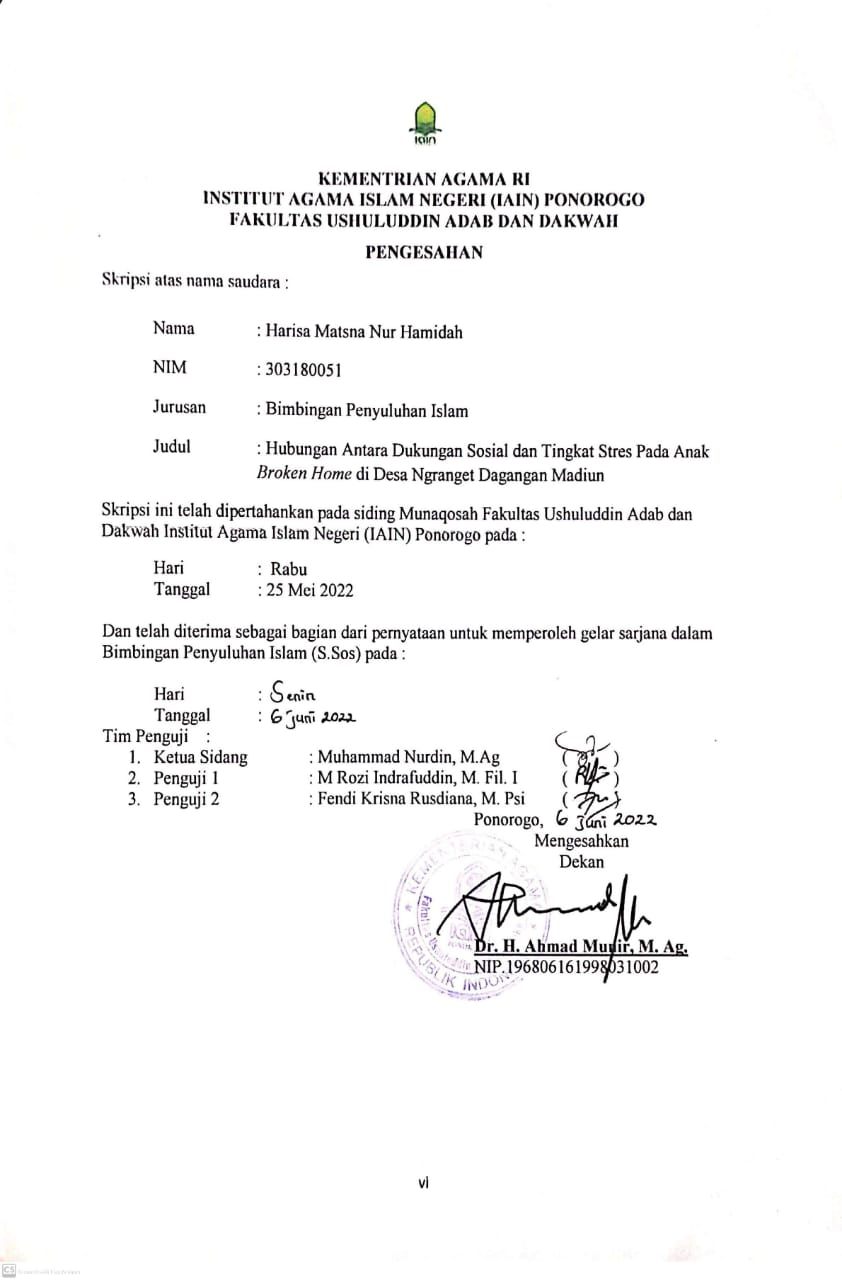 iain
KEMENTRIAN AGAMA RI
INSTITUT AGAMA ISLAM NEGERI (IAIN) PONOROGO
FAKULTAS USHULUDDIN ADAB DAN DAKWAH
PENGESAHAN
Skripsi atas nama saudara :
Nama : Harisa Matsna Nur Hamidah
NIM : 303180051
Jurusan : Bimbingan Penyuluhan Islam
Judul : Hubungan Antara Dukungan Sosial dan Tingkat Stres Pada Anak
Broken Home di Desa Ngranget Dagangan Madiun
Skripsi ini telah dipertahankan pada siding Munaqosah Fakultas Ushuluddin Adab dan
Dakwah Institut Agama Islam Negeri (IAIN) Ponorogo pada :
Hari : Rabu
Tanggal : 25 Mei 2022
Dan telah diterima sebagai bagian dari pernyataan untuk memperoleh gelar sarjana dalam
Bimbingan Penyuluhan Islam (S.Sos) pada :
Hari : Senin
Tanggal : 6 Juni 2022
Tim Penguji :
1. Ketua Sidang : Muhammad Nurdin, M.Ag ( )
2. Penguji 1 : M Rozi Indrafuddin, M. Fil. I ( )
3. Penguji 2 : Fendi Krisna Rusdiana, M. Psi ( )
Ponorogo, 6 Juni 2022
Mengesahkan
Dekan
KEMENTERIAN AGAMA
REPUBLIK INDON
Dr. H. Ahmad Munir, M. Ag.
NIP.196806161998031002
vi
CS